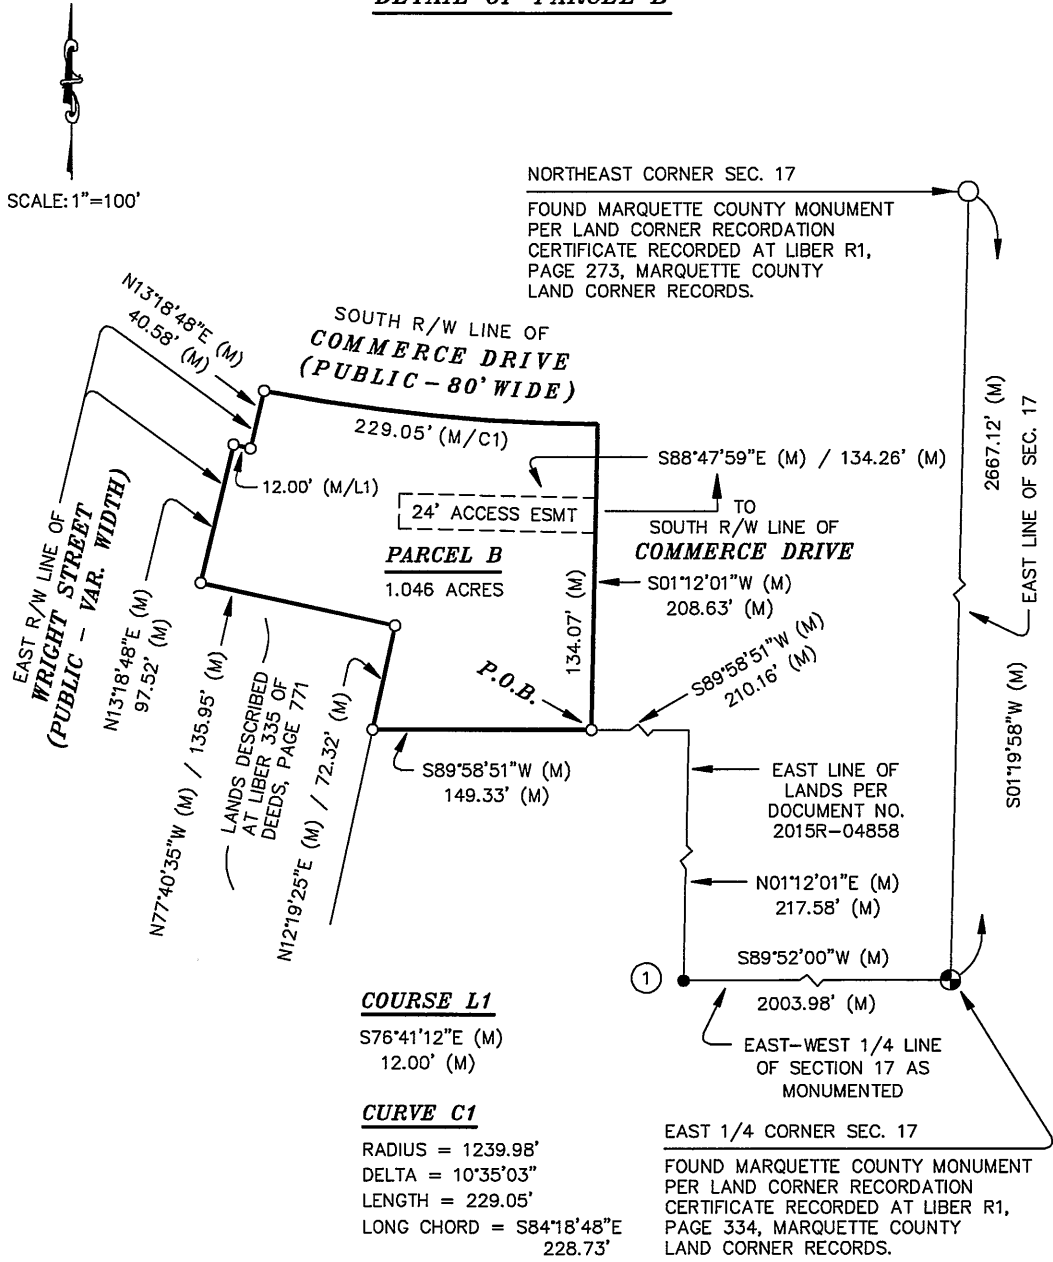 DETAIL OF PARCEL B
SCALE: 1"=100'
NORTHEAST CORNER SEC. 17
FOUND MARQUETTE COUNTY MONUMENT
PER LAND CORNER RECORDATION
CERTIFICATE RECORDED AT LIBER R1,
PAGE 273, MARQUETTE COUNTY
LAND CORNER RECORDS.
N13°18'48"E (M)
40.58' (M)
SOUTH R/W LINE OF
COMMERCE DRIVE
(PUBLIC - 80' WIDE)
229.05' (M/C1)
12.00' (M/L1)
S88°47'59"E (M) / 134.26' (M)
24' ACCESS ESMT
TO
SOUTH R/W LINE OF
COMMERCE DRIVE
PARCEL B
1.046 ACRES
134.07' (M)
S01°12'01"W (M)
208.63' (M)
2667.12' (M)
EAST LINE OF SEC. 17
S01°19'58"W (M)
EAST R/W LINE OF
WRIGHT STREET
(PUBLIC - VAR. WIDTH)
N13°18'48"E (M)
97.52' (M)
N77°40'35"W (M) / 135.95' (M)
LANDS DESCRIBED
AT LIBER 335 OF
DEEDS, PAGE 771
N12°19'25"E (M) / 72.32' (M)
P.O.B.
S89°58'51"W (M)
210.16' (M)
S89°58'51"W (M)
149.33' (M)
EAST LINE OF
LANDS PER
DOCUMENT NO.
2015R-04858
N01°12'01"E (M)
217.58' (M)
1
S89°52'00"W (M)
2003.98' (M)
EAST-WEST 1/4 LINE
OF SECTION 17 AS
MONUMENTED
COURSE L1
S76°41'12"E (M)
12.00' (M)
CURVE C1
RADIUS = 1239.98'
DELTA = 10°35'03"
LENGTH = 229.05'
LONG CHORD = S84°18'48"E
228.73'
EAST 1/4 CORNER SEC. 17
FOUND MARQUETTE COUNTY MONUMENT
PER LAND CORNER RECORDATION
CERTIFICATE RECORDED AT LIBER R1,
PAGE 334, MARQUETTE COUNTY
LAND CORNER RECORDS.